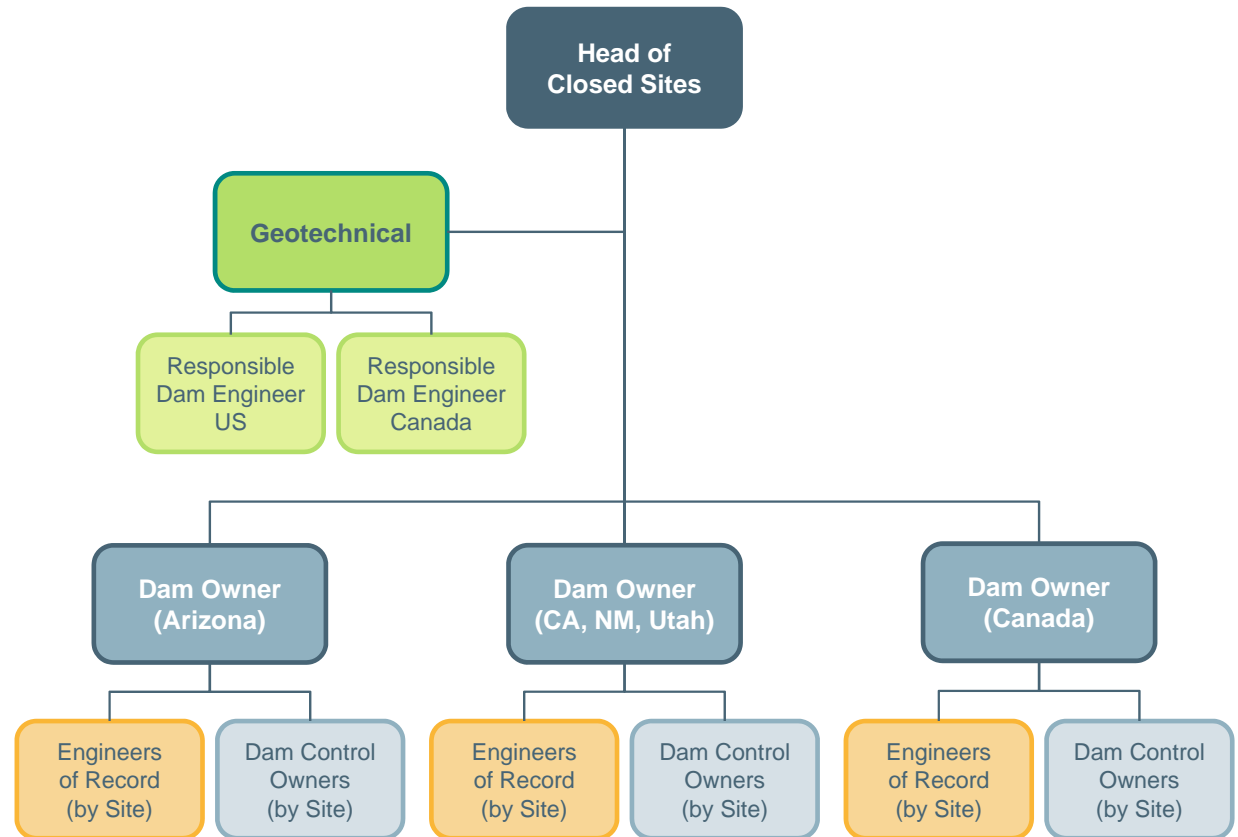 Head of
Closed Sites
Geotechnical
Responsible
Dam Engineer
US
Responsible
Dam Engineer
Canada
Dam Owner
(Arizona)
Dam Owner
(CA, NM, Utah)
Dam Owner
(Canada)
Engineers
of Record
(by Site)
Dam Control
Owners
(by Site)
Engineers
of Record
(by Site)
Dam Control
Owners
(by Site)
Engineers
of Record
(by Site)
Dam Control
Owners
(by Site)